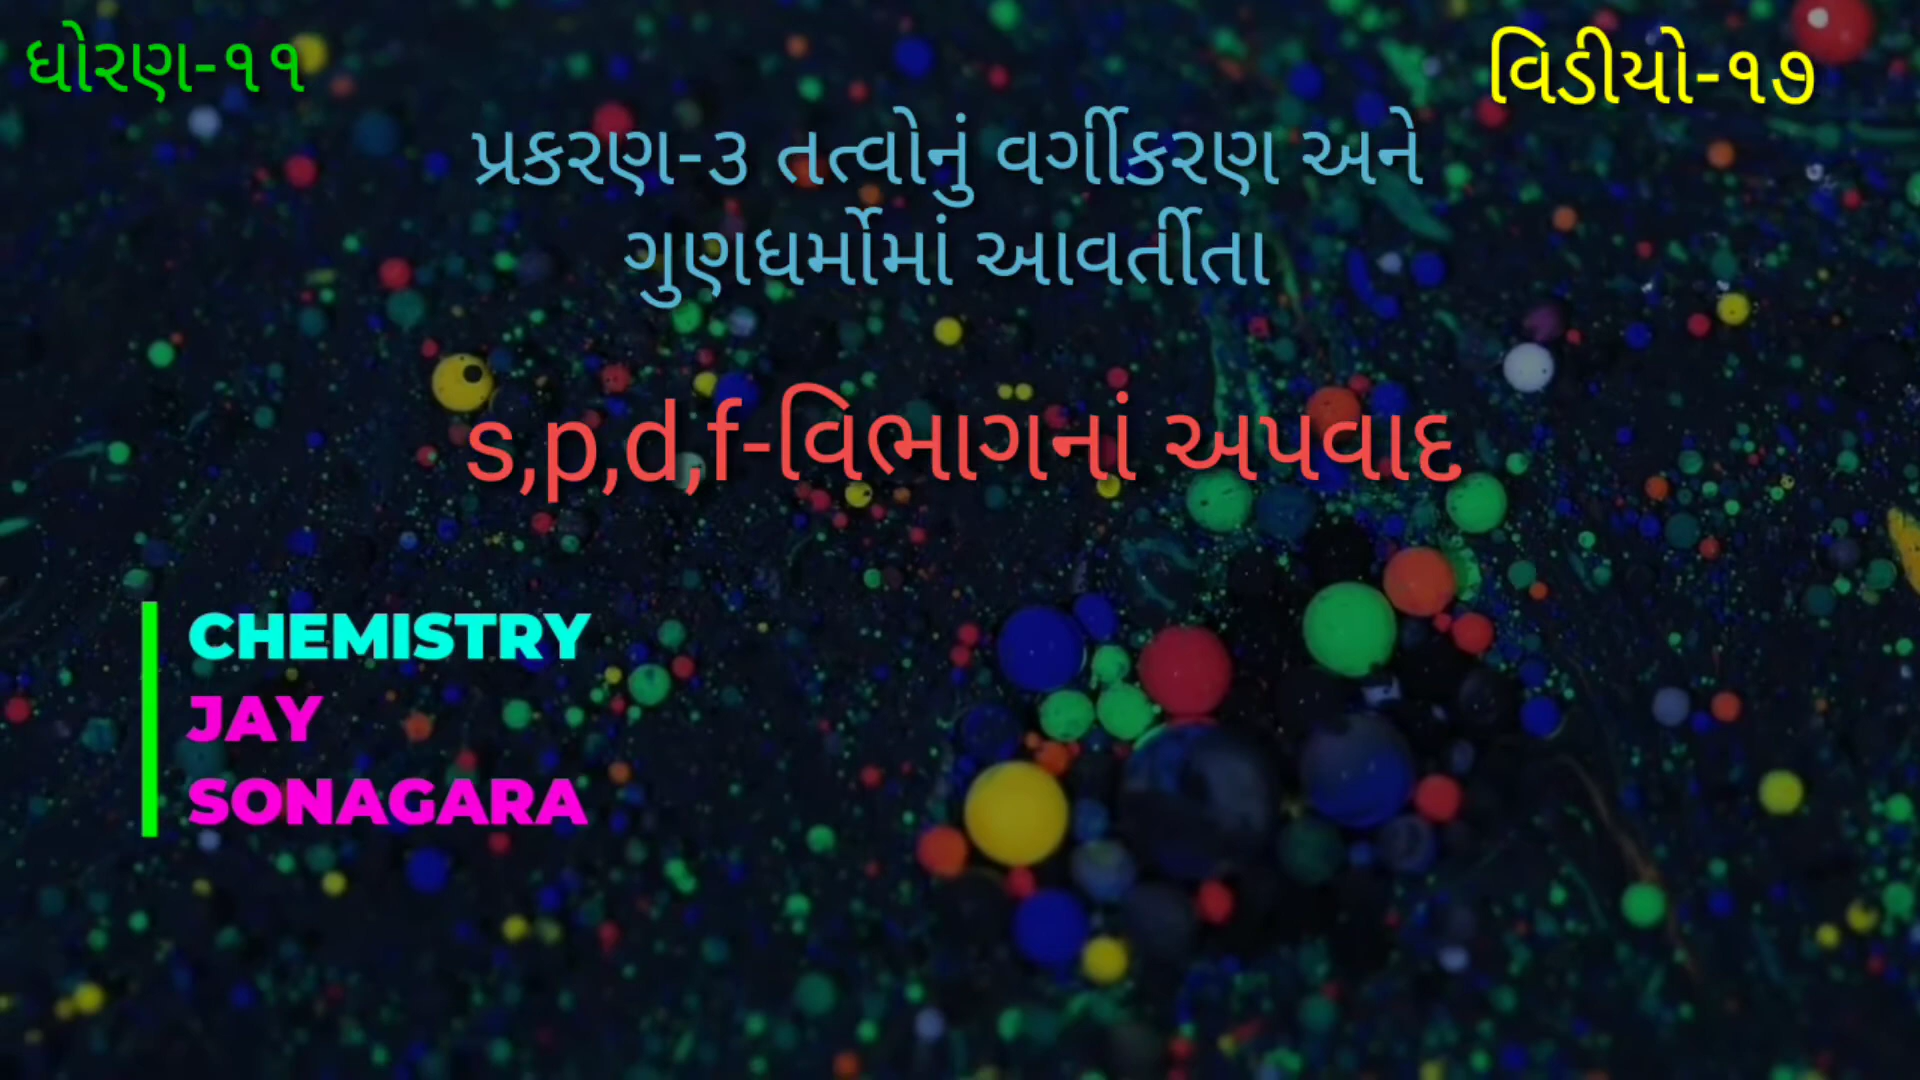 ધોરણ-૧૧
વિડીયો-૧૭
પ્રકરણ-૩ તત્વોનું વર્ગીકરણ અને
ગુણધર્મોમાં આવર્તીતા
s,p,d,f-વિભાગનાં અપવાદ
CHEMISTRY
JAY
SONAGARA